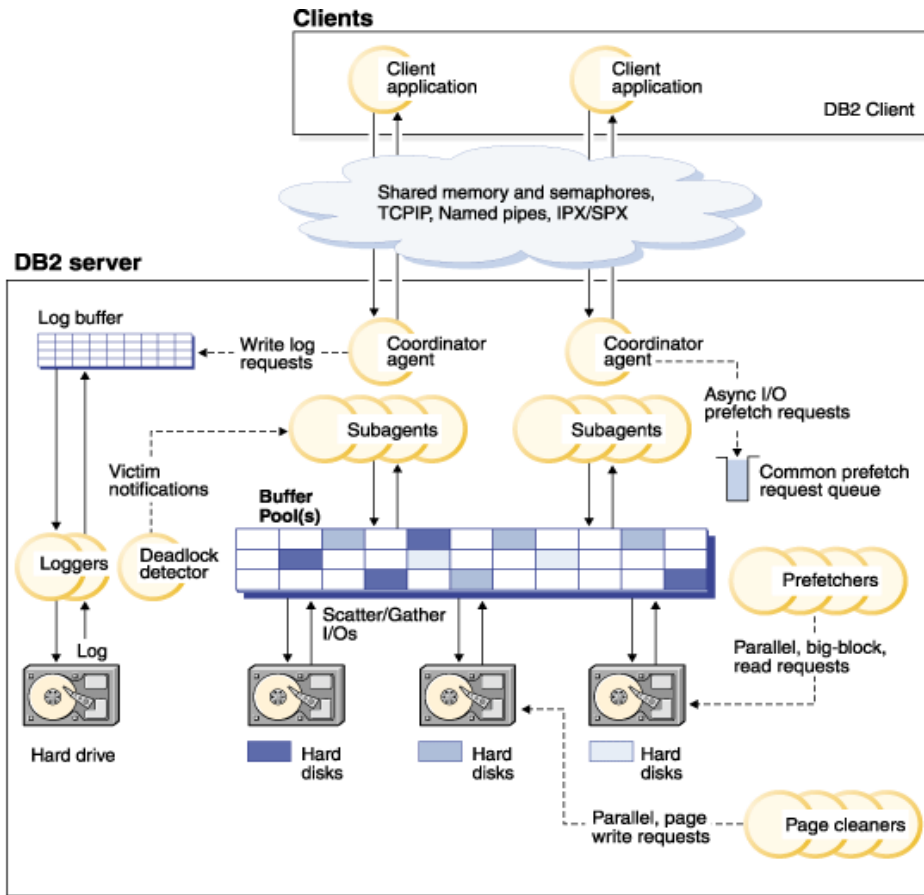 Clients
Client
application
Client
application
DB2 Client
Shared memory and semaphores,
TCPIP, Named pipes, IPX/SPX
DB2 server
Log buffer
Write log
requests
Coordinator
agent
Coordinator
agent
Async I/O
prefetch requests
Subagents
Subagents
Victim
notifications
Common prefetch
request queue
Buffer
Pool(s)
Loggers
Deadlock
detector
Prefetchers
Scatter/Gather
I/Os
Log
Parallel, big-block,
read requests
Hard drive
Hard
disks
Hard
disks
Hard
disks
Parallel, page
write requests
Page cleaners